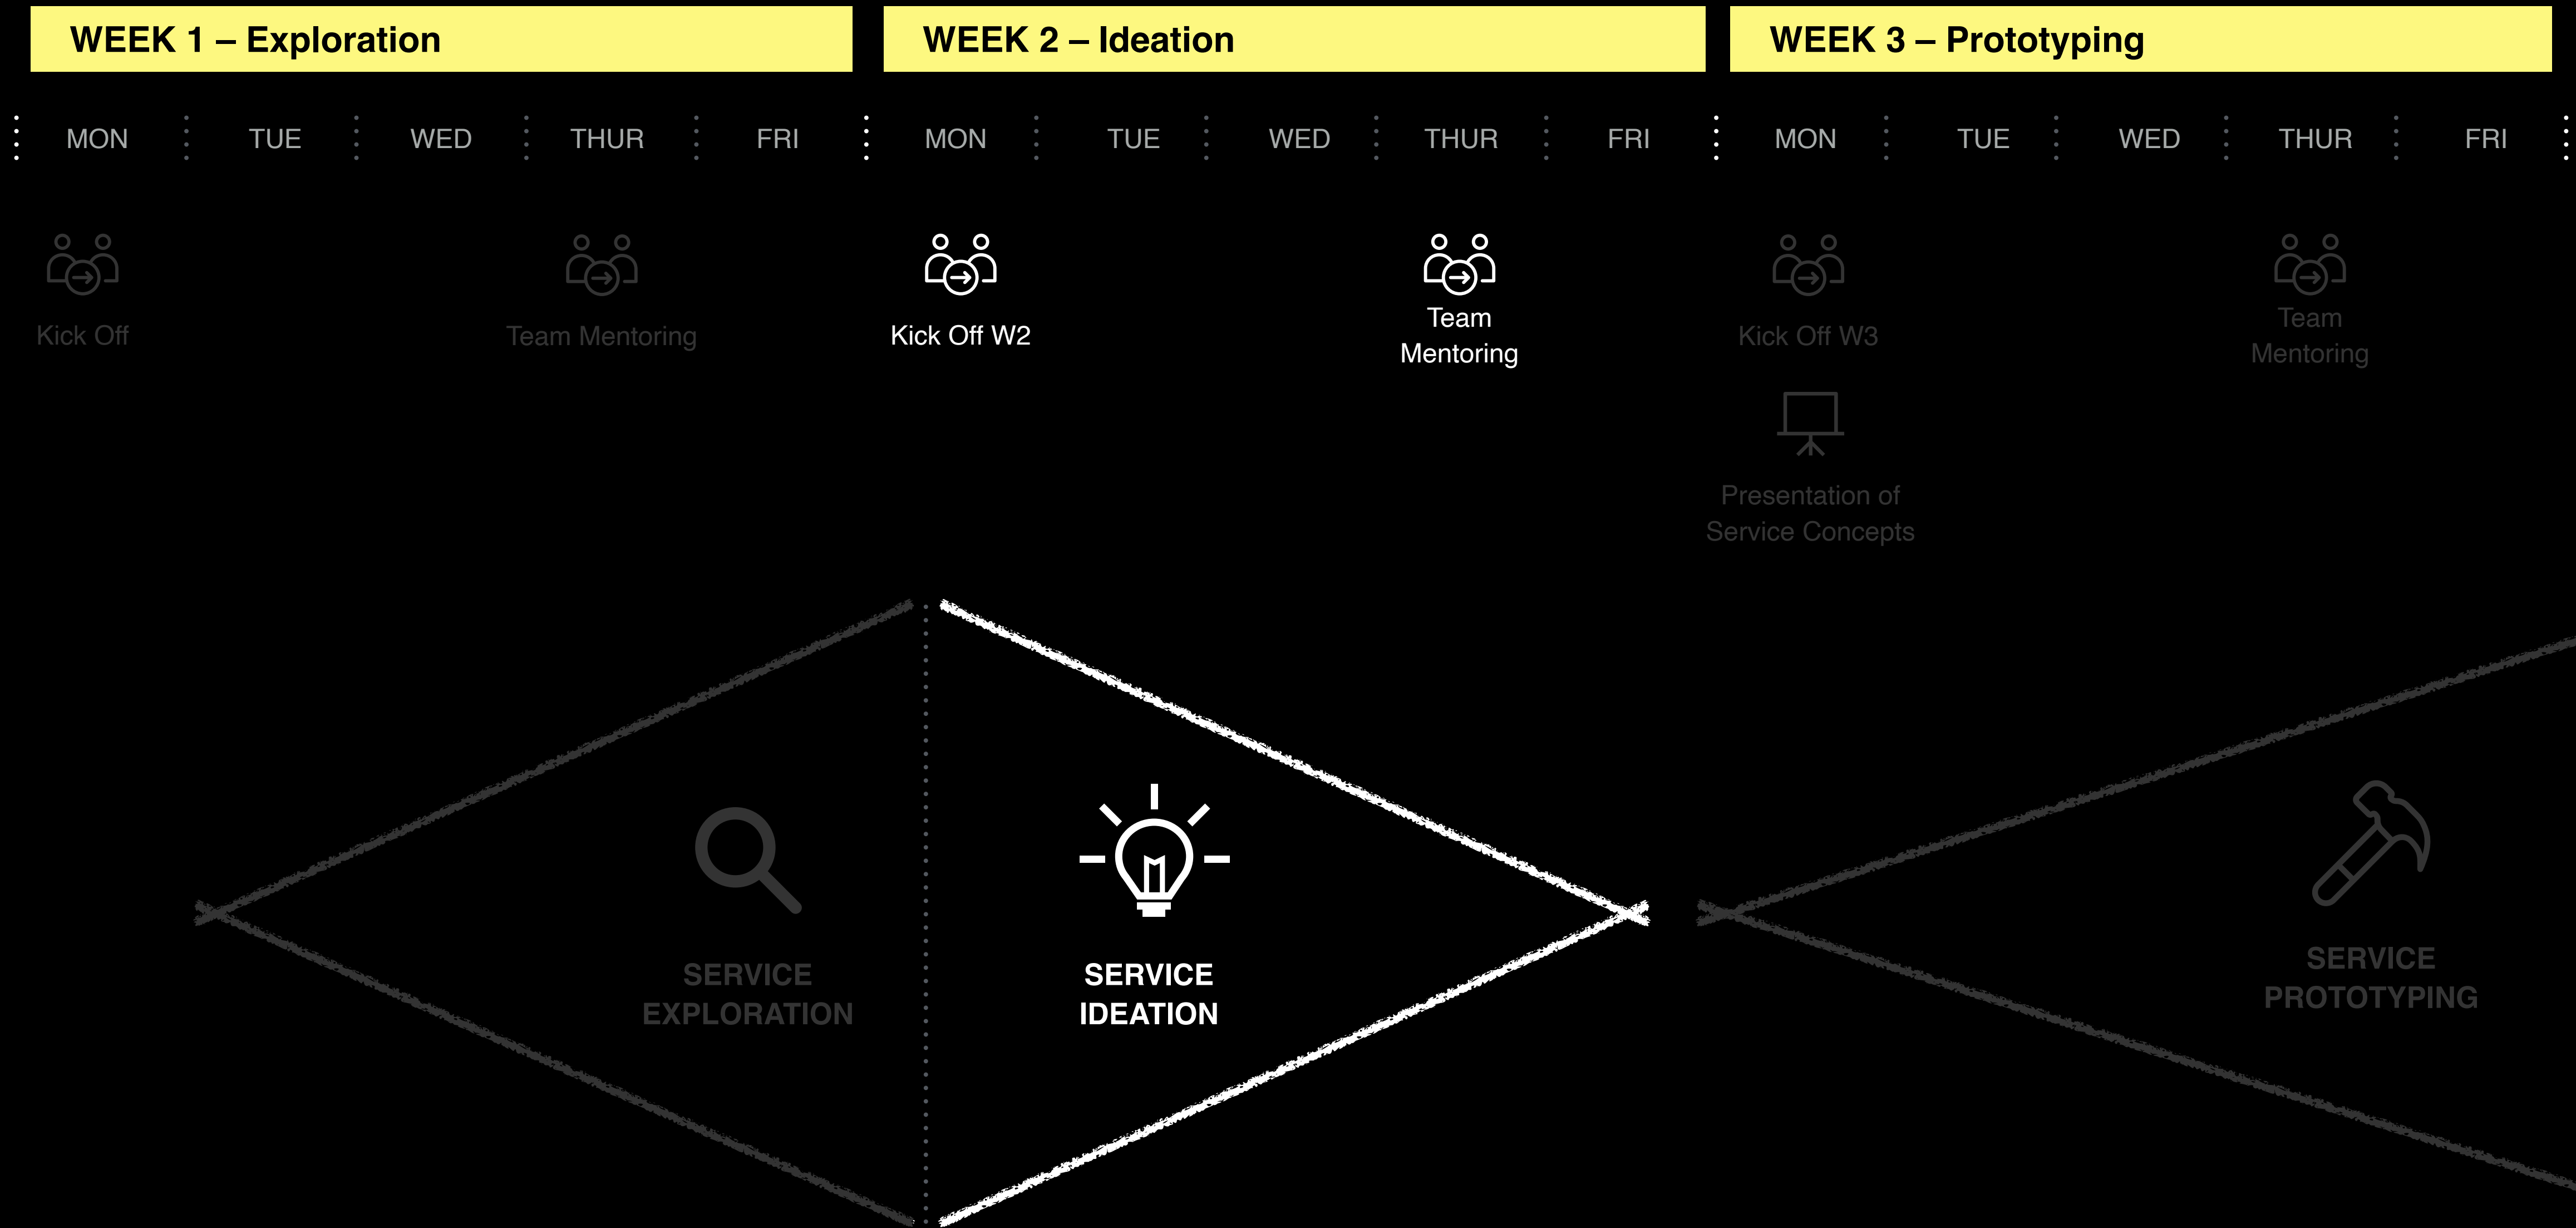 WEEK 1 – Exploration
WEEK 2 – Ideation
WEEK 3 – Prototyping
MON TUE WED THUR FRI MON TUE WED THUR FRI MON TUE WED THUR FRI
Kick Off
Team Mentoring
Kick Off W2
Team
Mentoring
Kick Off W3
Team
Mentoring
Presentation of
Service Concepts
SERVICE
EXPLORATION
SERVICE
IDEATION
SERVICE
PROTOTYPING